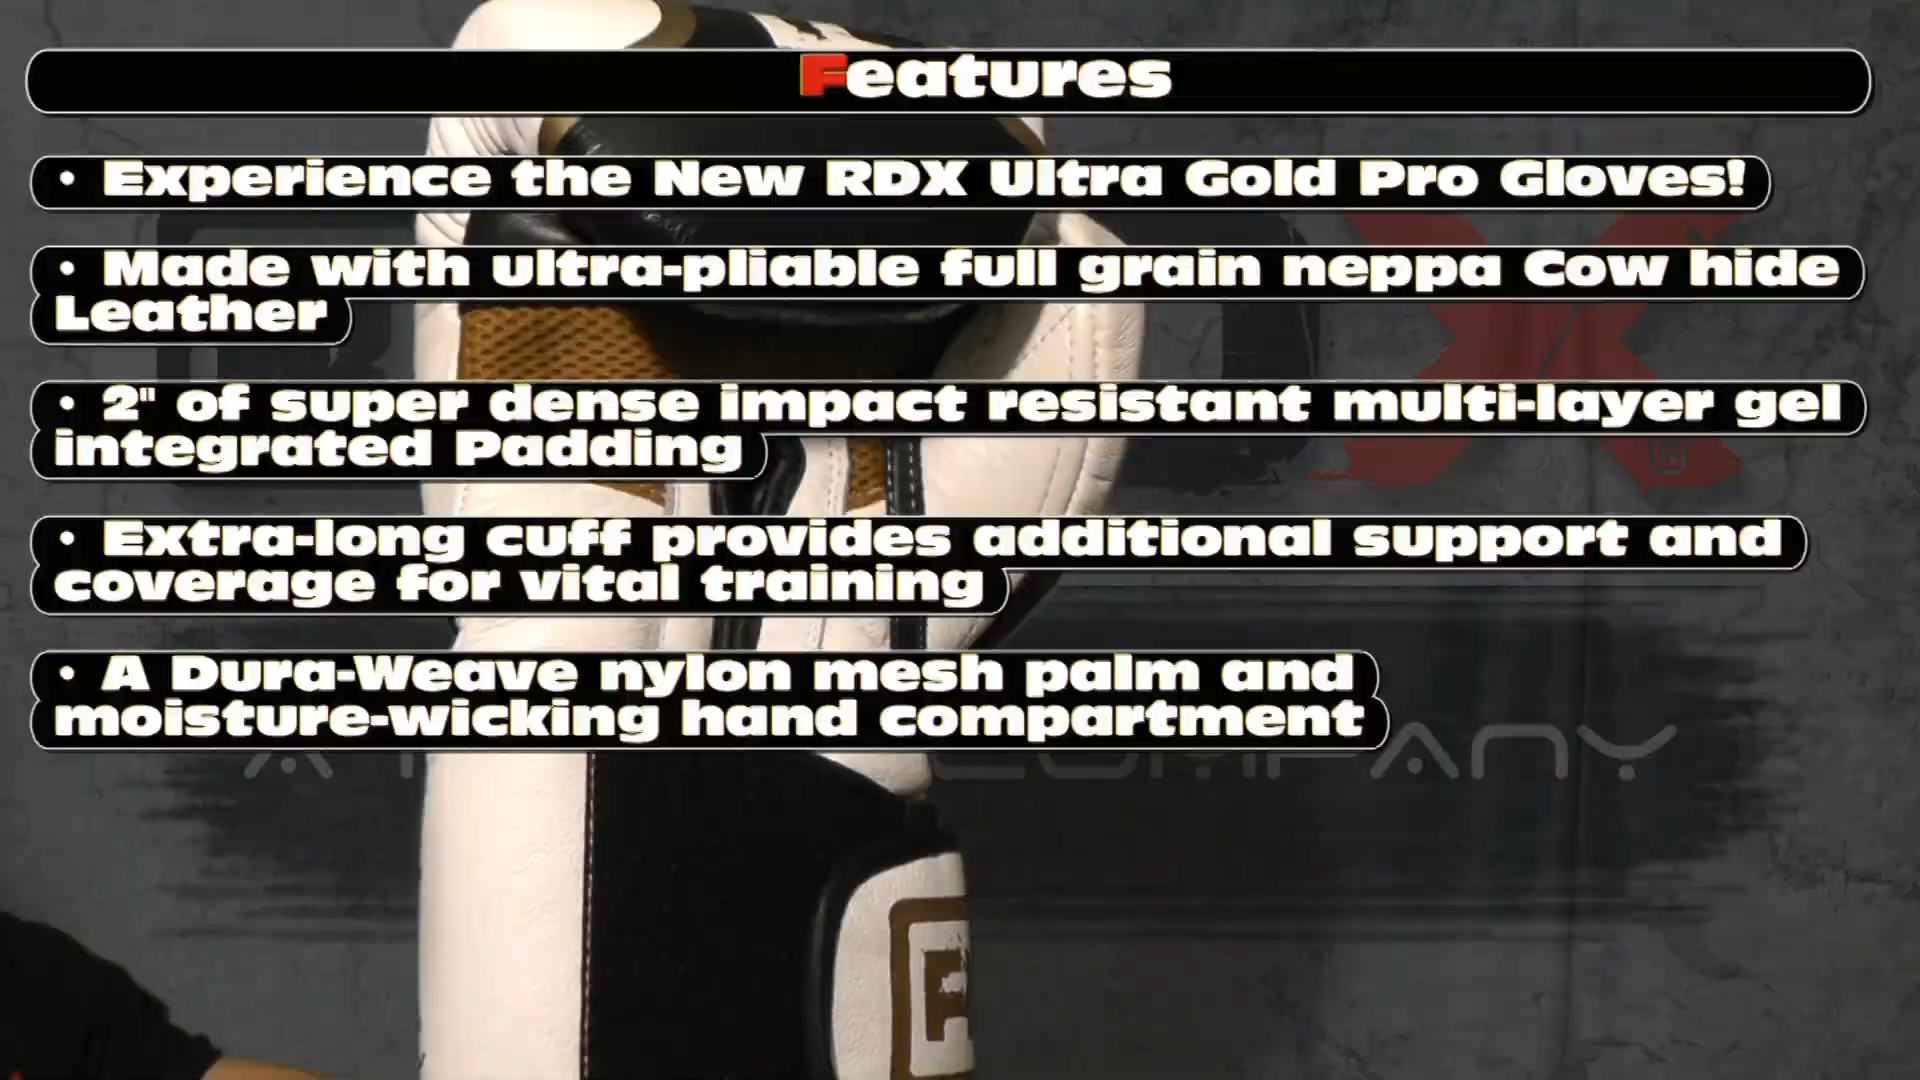 Features
• Experience the New RDX Ultra Gold Pro Gloves!
• Made with ultra-pliable full grain neppa Cow hide
Leather
• 2" of super dense impact resistant multi-layer gel
integrated Padding
• Extra-long cuff provides additional support and
coverage for vital training
• A Dura-Weave nylon mesh palm and
moisture-wicking hand compartment
COMPANY